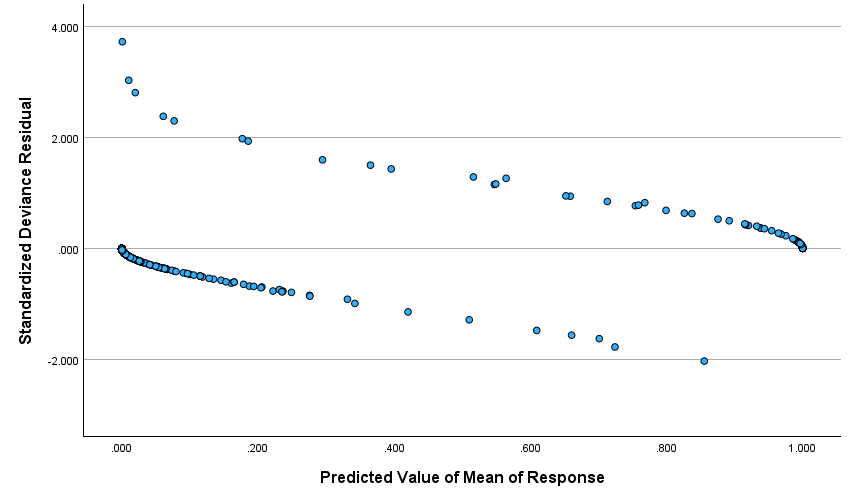 4.000
2.000
.000
-2.000
Standardized Deviance Residual
.000 .200 .400 .600 .800 1.000
Predicted Value of Mean of Response